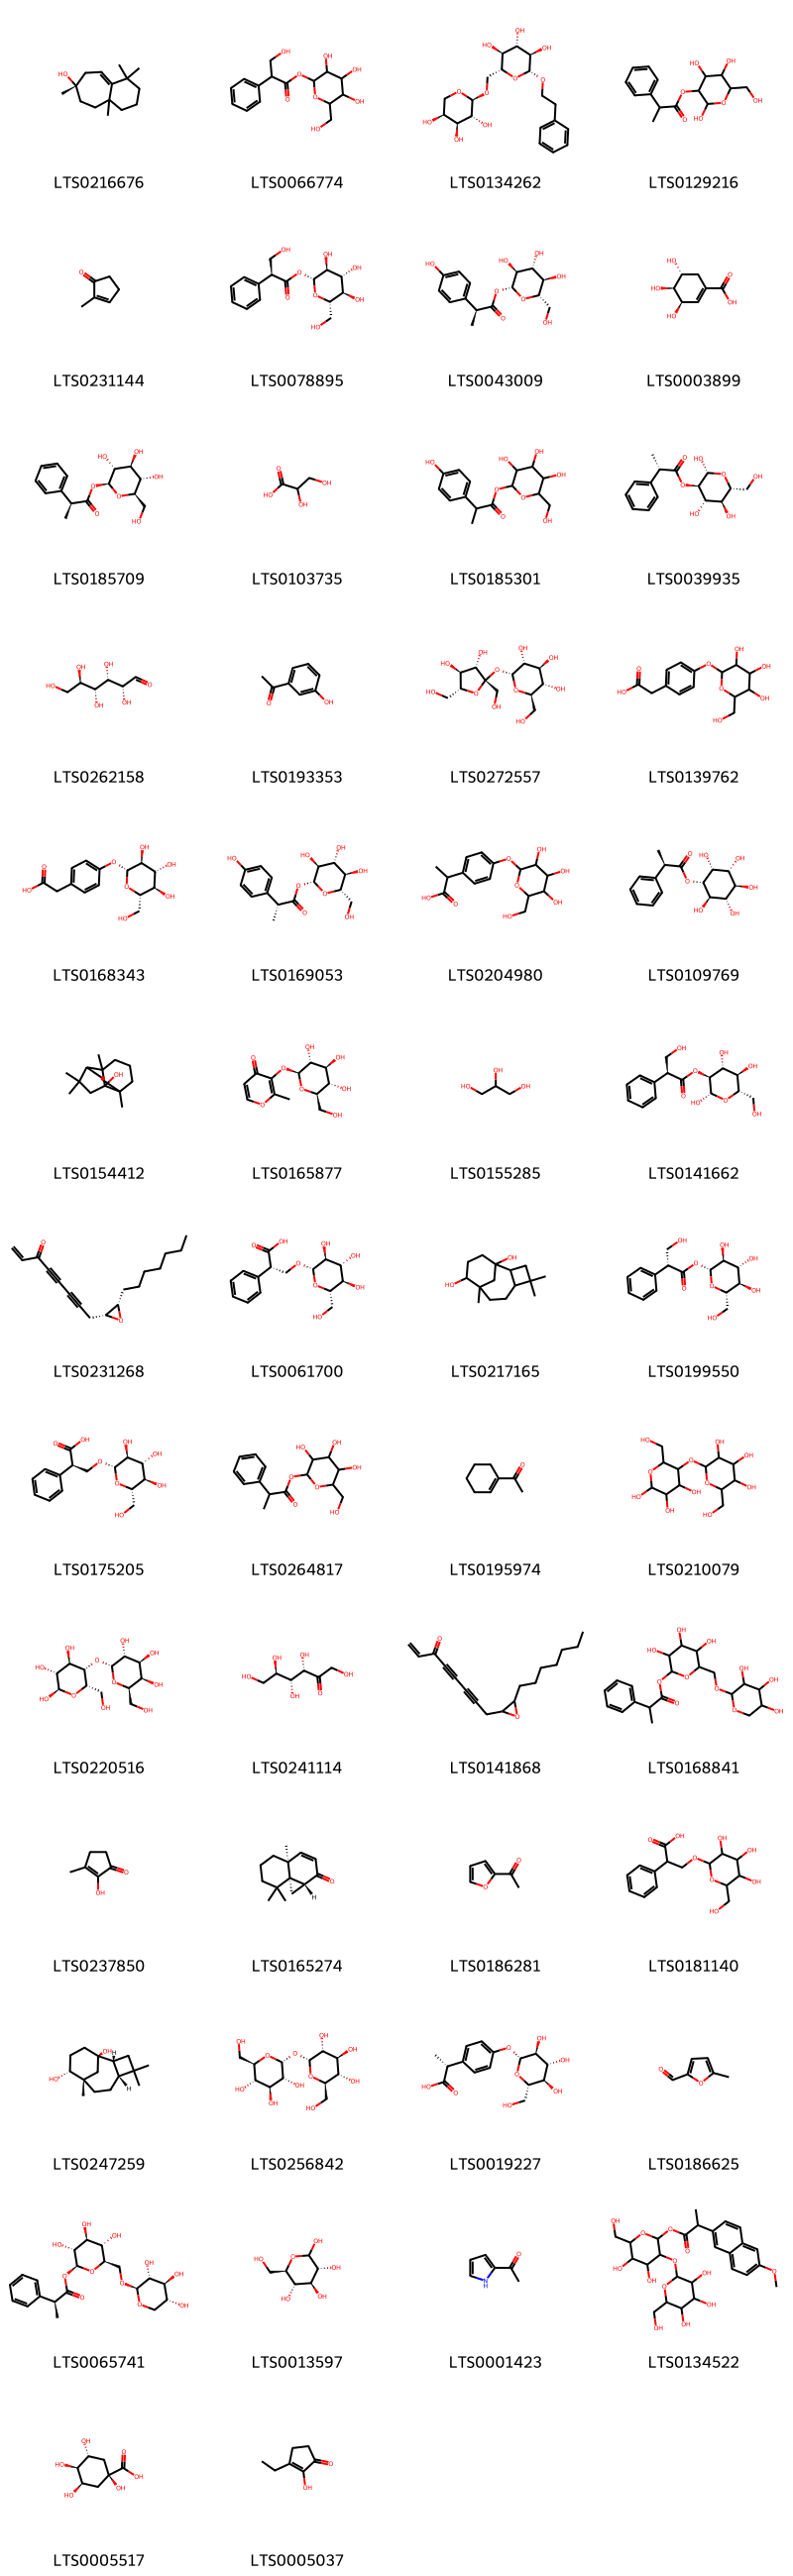 LTS0216676 LTS0066774 LTS0134262 LTS0129216
LTS0231144 LTS0078895 LTS0043009 LTS0003899
LTS0185709 LTS0103735 LTS0185301 LTS0039935
LTS0262158 LTS0193353 LTS0272557 LTS0139762
LTS0168343 LTS0169053 LTS0204980 LTS0109769
LTS0154412 LTS0165877 LTS0155285 LTS0141662
LTS0231268 LTS0061700 LTS0217165 LTS0199550
LTS0175205 LTS0264817 LTS0195974 LTS0210079
LTS0220516 LTS0241114 LTS0141868 LTS0168841
LTS0237850 LTS0165274 LTS0186281 LTS0181140
LTS0247259 LTS0256842 LTS0019227 LTS0186625
LTS0065741 LTS0013597 LTS0001423 LTS0134522
LTS0005517 LTS0005037